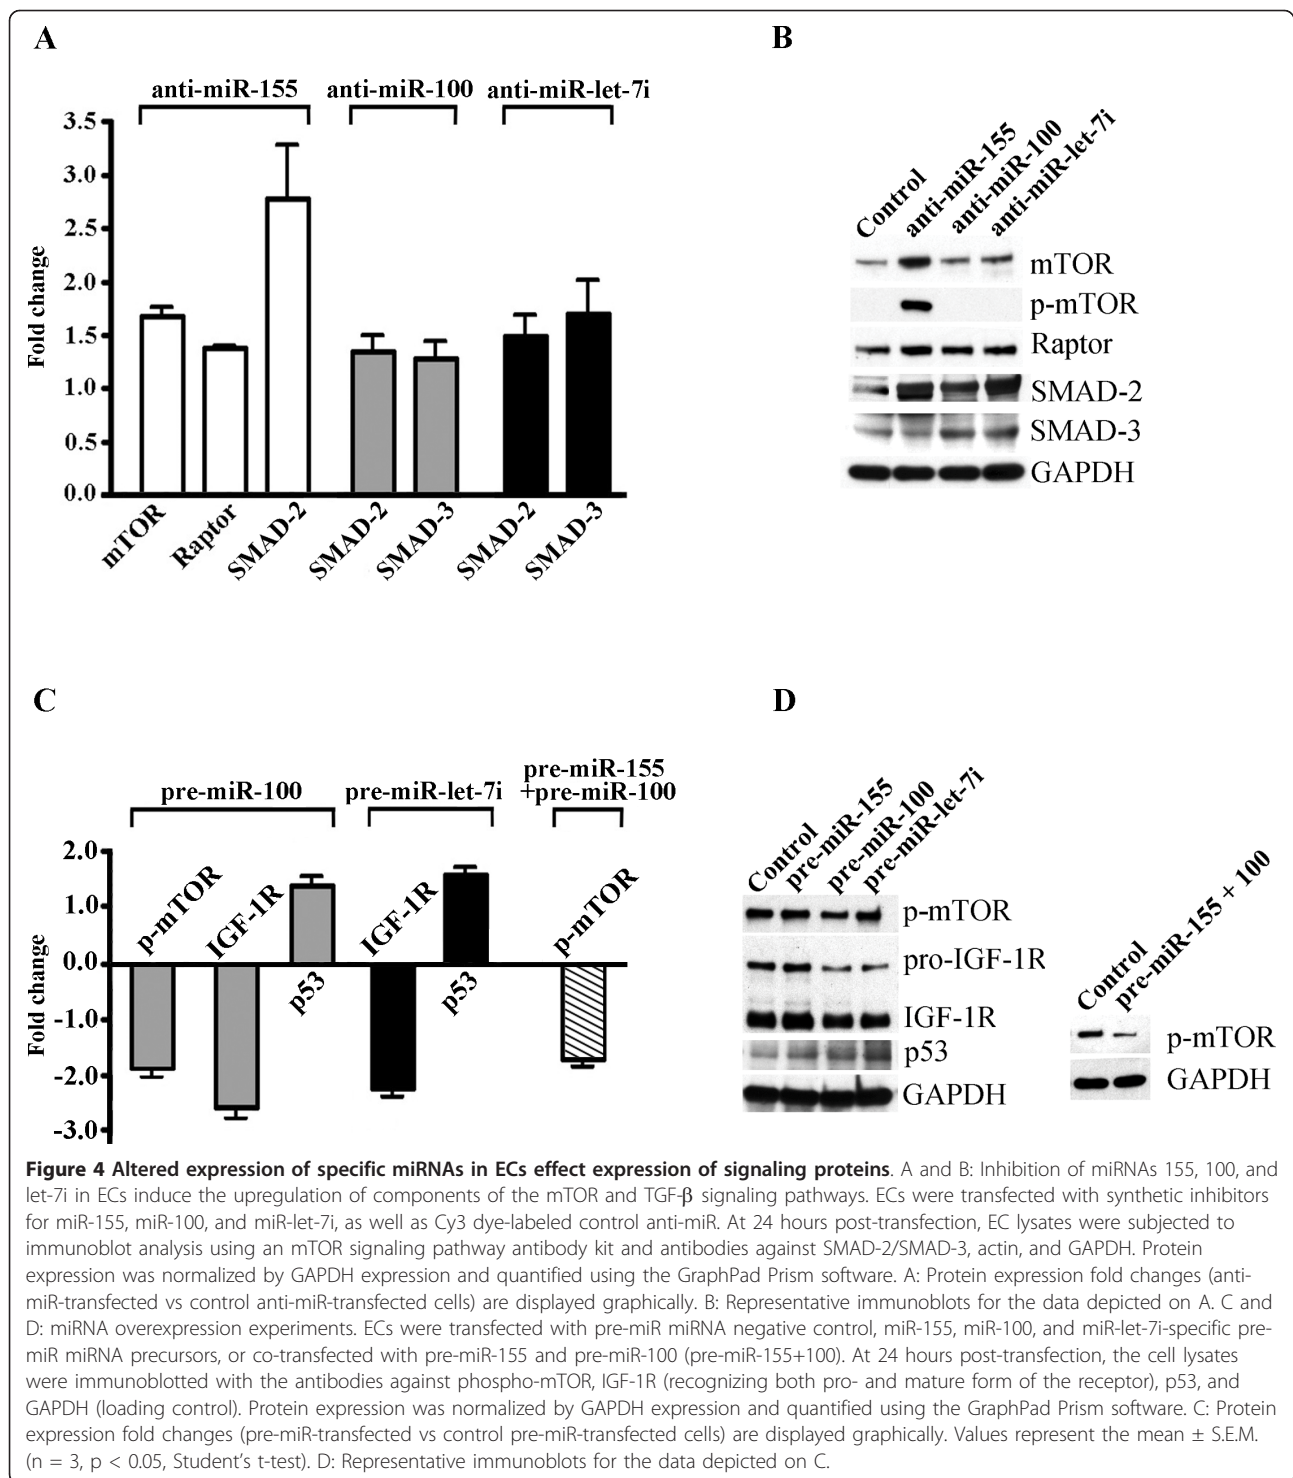 A
anti-miR-155 anti-miR-100 anti-miR-let-7i
Fold change
3.5
3.0
2.5
2.0
1.5
1.0
0.5
0.0
mTOR Raptor SMAD-2 SMAD-2 SMAD-3 SMAD-2 SMAD-3
B
Control anti-miR-155 anti-miR-100 anti-miR-let-7i
mTOR
p-mTOR
Raptor
SMAD-2
SMAD-3
GAPDH
C
pre-miR-100 pre-miR-let-7i pre-miR-155
+pre-miR-100
Fold change
2.0
1.0
0.0
-1.0
-2.0
-3.0
p-mTOR IGF-1R p53 IGF-1R p53 p-mTOR
D
Control pre-miR-155 pre-miR-100 pre-miR-let-7i
p-mTOR
pro-IGF-1R
IGF-1R
p53
GAPDH
Control pre-miR-155 + 100
p-mTOR
GAPDH
Figure 4 Altered expression of specific miRNAs in ECs effect expression of signaling proteins. A and B: Inhibition of miRNAs 155, 100, and
let-7i in ECs induce the upregulation of components of the mTOR and TGF-β signaling pathways. ECs were transfected with synthetic inhibitors
for miR-155, miR-100, and miR-let-7i, as well as Cy3 dye-labeled control anti-miR. At 24 hours post-transfection, EC lysates were subjected to
immunoblot analysis using an mTOR signaling pathway antibody kit and antibodies against SMAD-2/SMAD-3, actin, and GAPDH. Protein
expression was normalized by GAPDH expression and quantified using the GraphPad Prism software. A: Protein expression fold changes (anti-
miR-transfected vs control anti-miR-transfected cells) are displayed graphically. B: Representative immunoblots for the data depicted on A. C and
D: miRNA overexpression experiments. ECs were transfected with pre-miR miRNA negative control, miR-155, miR-100, and miR-let-7i-specific pre-
miR miRNA precursors, or co-transfected with pre-miR-155 and pre-miR-100 (pre-miR-155+100). At 24 hours post-transfection, the cell lysates
were immunoblotted with the antibodies against phospho-mTOR, IGF-1R (recognizing both pro- and mature form of the receptor), p53, and
GAPDH (loading control). Protein expression was normalized by GAPDH expression and quantified using the GraphPad Prism software. C: Protein
expression fold changes (pre-miR-transfected vs control pre-miR-transfected cells) are displayed graphically. Values represent the mean ± S.E.M.
(n = 3, p < 0.05, Student's t-test). D: Representative immunoblots for the data depicted on C.